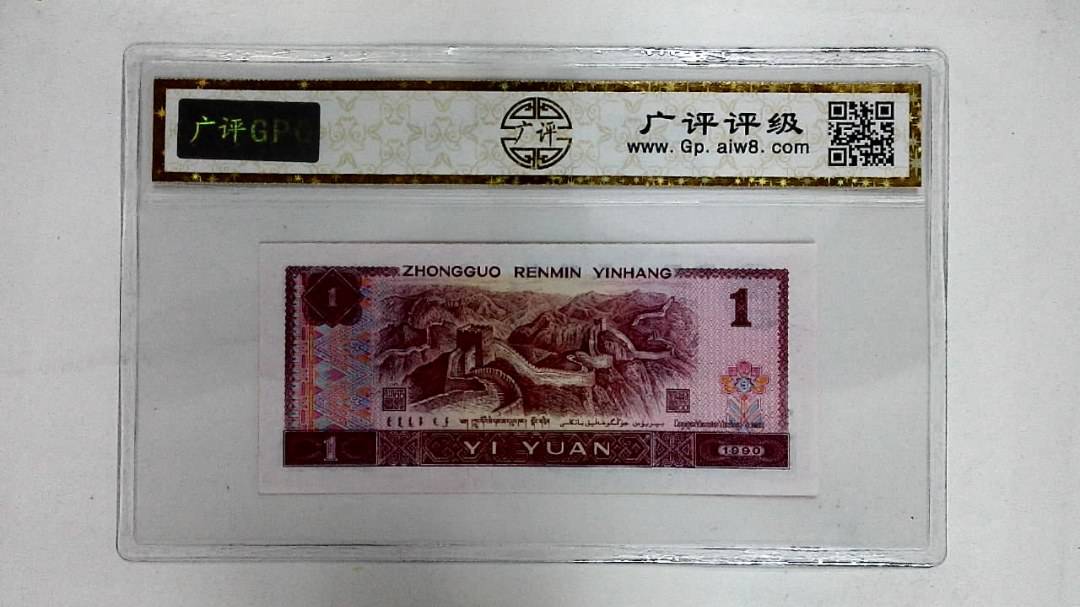 广评GPG
广评
广评评级
www. Gp. aiw8. com
ZHONGGUO RENMIN YINHANG
1
1
1
YI YUAN
1990